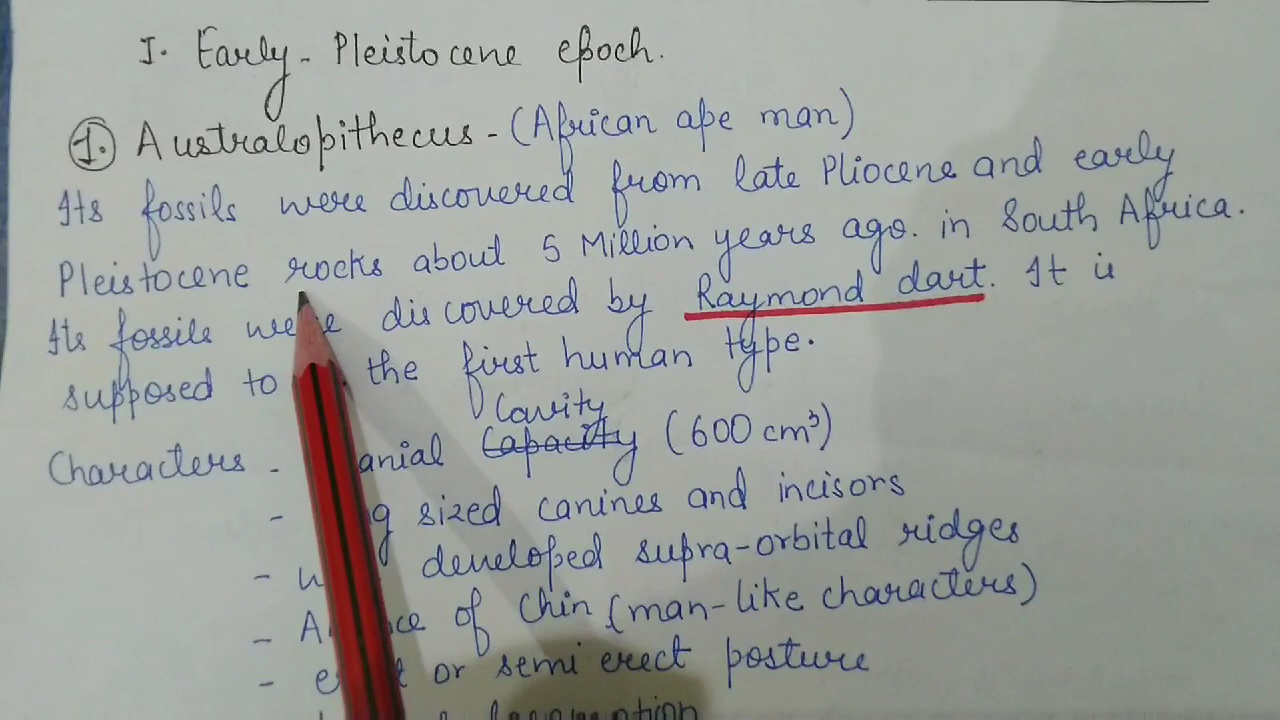 I. Early - Pleistocene epoch.
1. Australopithecus - (African ape man)
Its fossils were discovered from late Pliocene and early
Pleistocene rocks about 5 Million years ago. in South Africa.
Its fossils were discovered by Raymond dart. It is
supposed to the first human type.
Cavity
Characters - anial Capacity (600 cm³)
- sized canines and incisors
- developed supra-orbital ridges
- of Chin (man-like characters)
- or semi erect posture